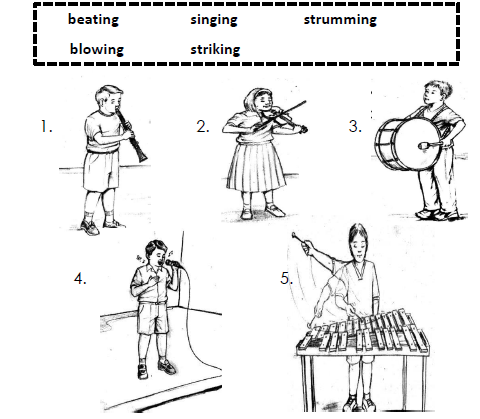 beating singing strumming
blowing striking
1. 2. 3.
4. 5.